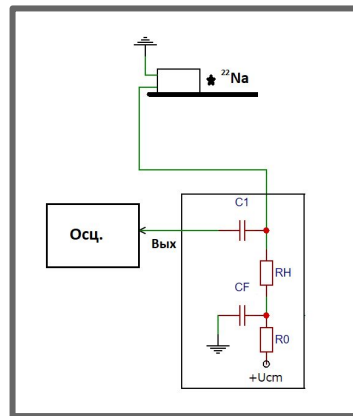 ²²Na
C1
Осц.
Вых
RH
CF
R0
+Ucm